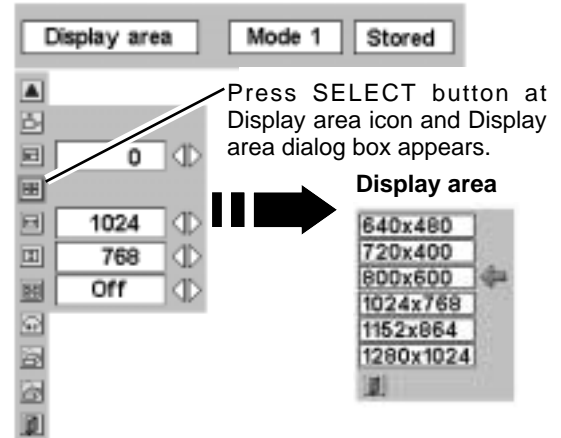 Display area Mode 1 Stored
Press SELECT button at
Display area icon and Display
area dialog box appears.
0
1024
768
Off
Display area
640x480
720x400
800x600
1024x768
1152x864
1280x1024